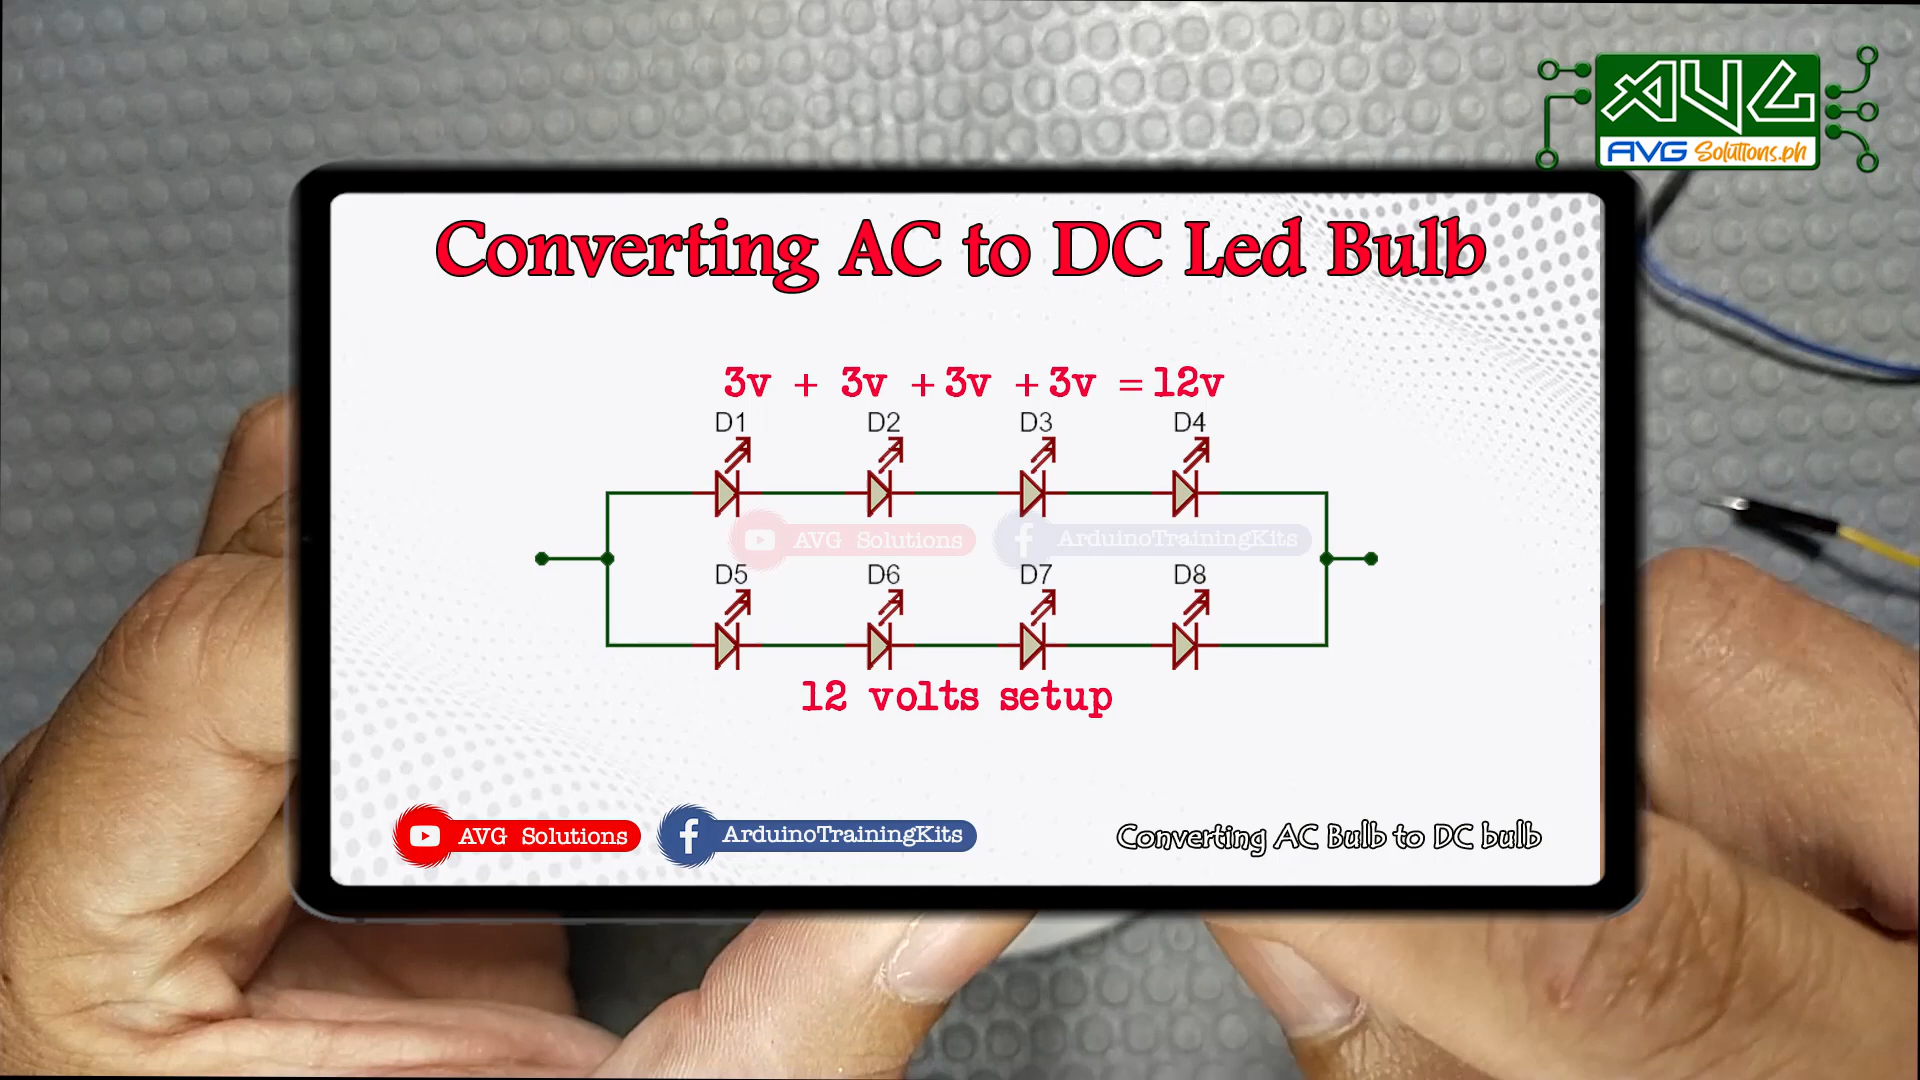 AVG
AVG Solutions.ph
Converting AC to DC Led Bulb
3v + 3v +3v +3v =12v
D1 D2 D3 D4
AVG Solutions ArduinoTrainingKits
D5 D6 D7 D8
12 volts setup
AVG Solutions ArduinoTrainingKits Converting AC Bulb to DC bulb